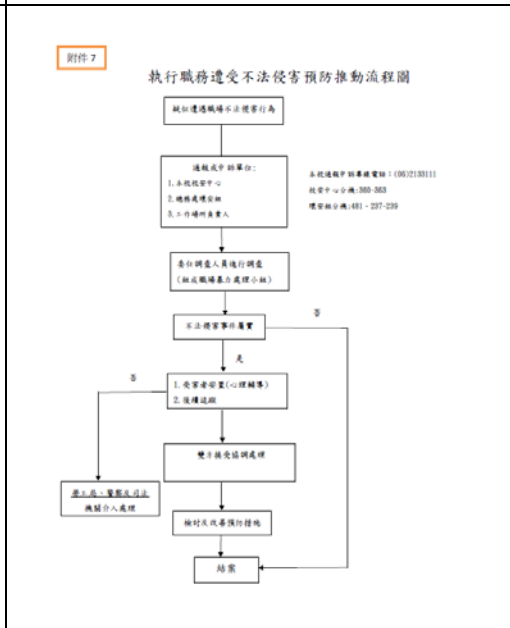 附件 7
執行職務遭受不法侵害預防推動流程圖
疑似遭遇職場不法侵害行為
通報或申訴單位:
1.本校校安中心
2.總務處環安組
3.工作場所負責人
本校通報申訴專線電話：(06)2133111
校安中心分機:360-363
環安組分機:481、237-239
委任調查人員進行調查
(組成職場暴力處理小組)
不法侵害事件屬實
否
是
否
1.受害者安置(心理輔導)
2.後續追蹤
雙方接受協調處理
勞工局、警察及司法
機關介入處理
檢討及改善預防措施
結案